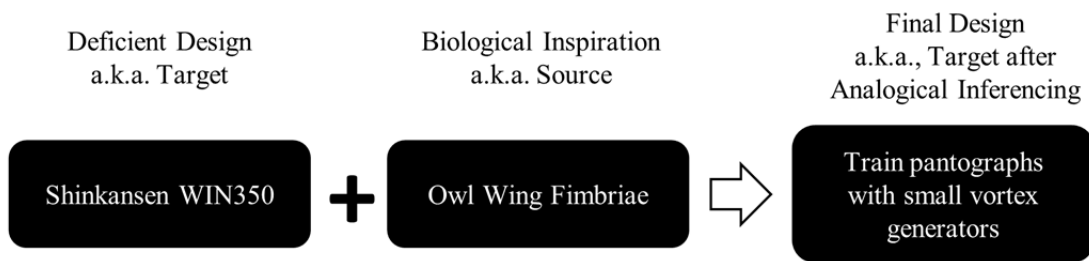 Deficient Design
a.k.a. Target
Biological Inspiration
a.k.a. Source
Final Design
a.k.a., Target after
Analogical Inferencing
Shinkansen WIN350
Owl Wing Fimbriae
Train pantographs
with small vortex
generators